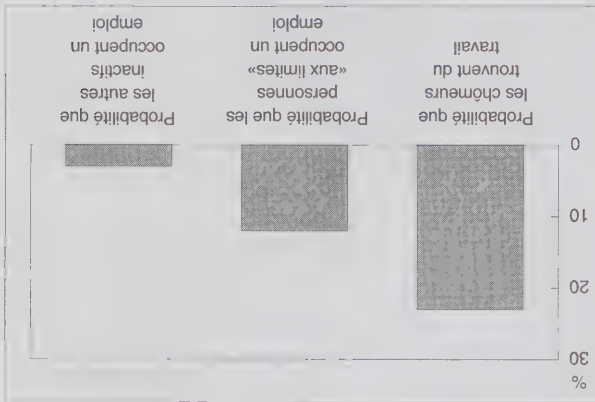 %
30
20
10
0
Probabilité que
les chômeurs
trouvent du
travail
Probabilité que les
personnes
«aux limites»
occupent un
emploi
Probabilité que
les autres
inactifs
occupent un
emploi